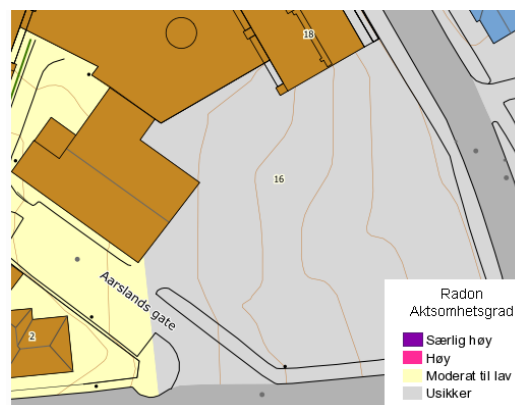 18
16
Aarslands gate
2
Radon
Aktsomhetsgrad
Særlig høy
Høy
Moderat til lav
Usikker